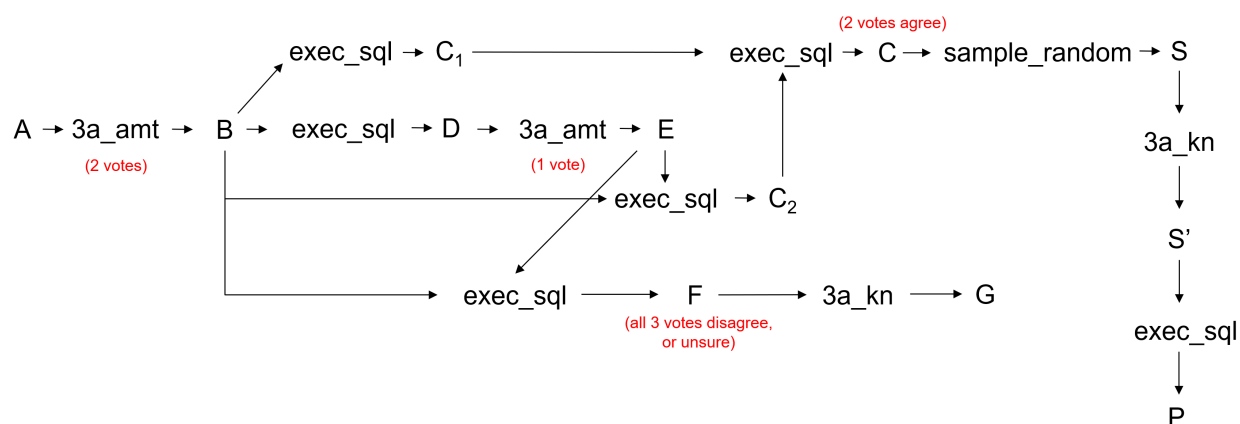 (2 votes agree)
exec_sql C₁ exec_sql C sample_random S
A 3a_amt B exec_sql D 3a_amt E
(2 votes) (1 vote)
3a_kn
exec_sql C₂
S’
exec_sql F 3a_kn G
(all 3 votes disagree,
or unsure)
exec_sql
P